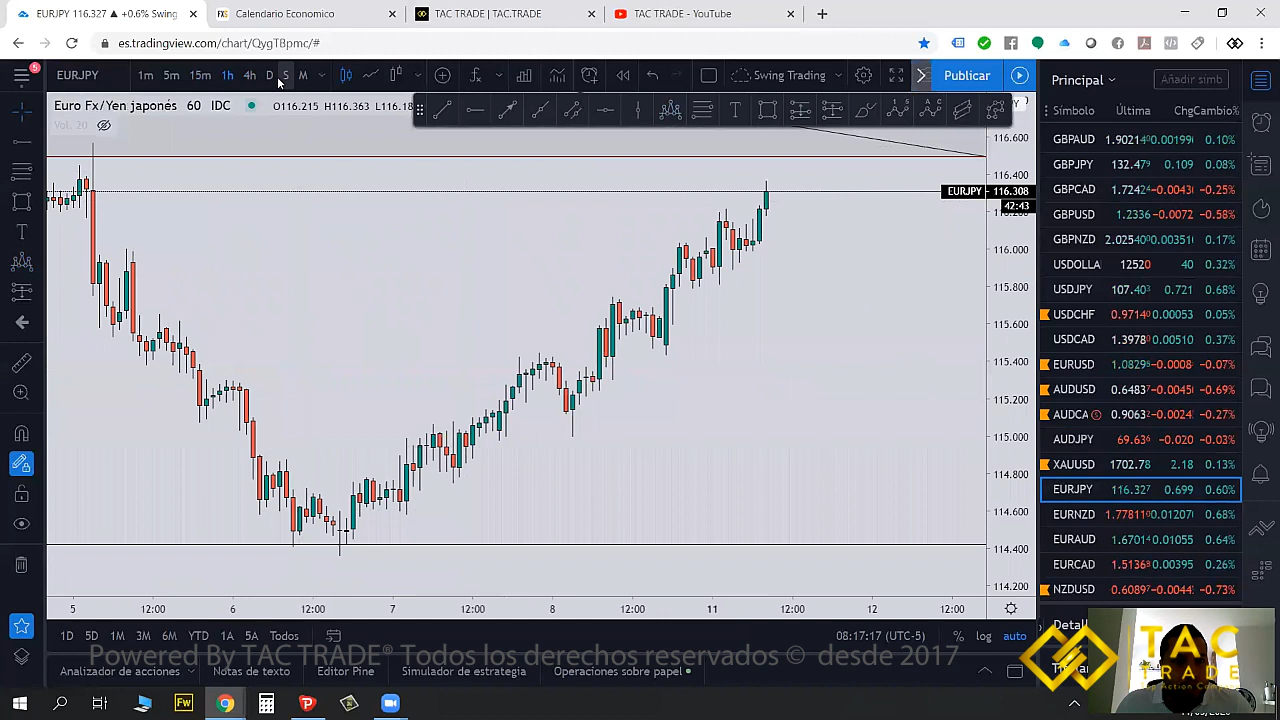 EURJPY 116.327 ▲ +0.6% Swing
Calendario Economico
TAC TRADE | TAC.TRADE
TAC TRADE - YouTube
es.tradingview.com/chart/QygTBpmc/#
5
EURJPY 1m 5m 15m 1h 4h D S M
Swing Trading
Publicar
Principal
Añadir símb
Euro Fx/Yen japonés 60 IDC
O116.215 H116.363 L116.18
Vol. 20
Símbolo Última Chg Cambio%
GBPAUD 1.90214 0.10%
GBPJPY 132.479 0.109 0.08%
GBPCAD 1.7242 −0.0043 −0.25%
GBPUSD 1.2336 −0.0072 −0.58%
GBPNZD 0.17%
USDOLLA 12520 40 0.32%
USDJPY 107.403 0.721 0.68%
USDCHF 0.97140 0.00053 0.05%
USDCAD 1.3978 0.00510 0.37%
EURUSD 1.0829 −0.0008 −0.07%
AUDUSD 0.6483 −0.0045 −0.69%
AUDCA 0.9063 −0.0024 −0.27%
AUDJPY 69.636 −0.020 −0.03%
XAUUSD 1702.78 2.18 0.13%
EURJPY 116.327 0.699 0.60%
EURNZD 0.68%
EURAUD 1.6701 0.01055 0.64%
EURCAD 1.5136 0.00395 0.26%
NZDUSD 0.6089 −0.0044 −0.73%
116.600
116.400
EURJPY 116.308
42:43
116.000
115.800
115.600
115.400
115.200
115.000
114.800
114.600
114.400
114.200
5 12:00 6 12:00 7 12:00 8 12:00 11 12:00 12 12:00
1D 5D 1M 3M 6M YTD 1A 5A Todos
08:17:17 (UTC-5) % log auto
Powered By TAC TRADE® Todos los derechos reservados © desde 2017
Analizador de acciones Notas de texto Editor Pine Simulador de estrategia Operaciones sobre papel
Detall
TAC
TRADE
Fw